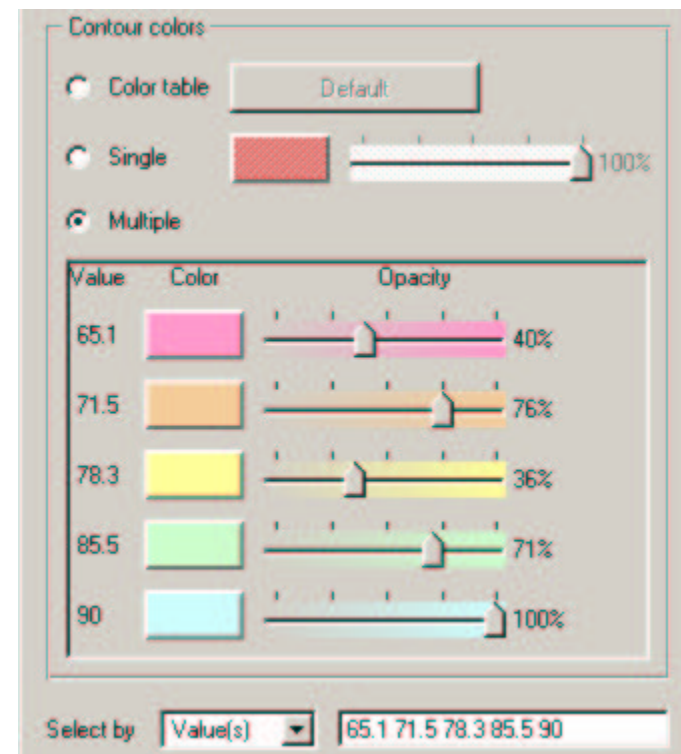 Contour colors
Color table Default
Single 100%
Multiple
Value Color Opacity
65.1 40%
71.5 76%
78.3 36%
85.5 71%
90 100%
Select by Value(s) 65.1 71.5 78.3 85.5 90